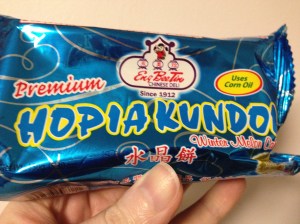 Eng Bee Tin
CHINESE DELI
Since 1912
Premium
Uses
Corn Oil
HOPIA KUNDOL
Winter Melon
水晶餅